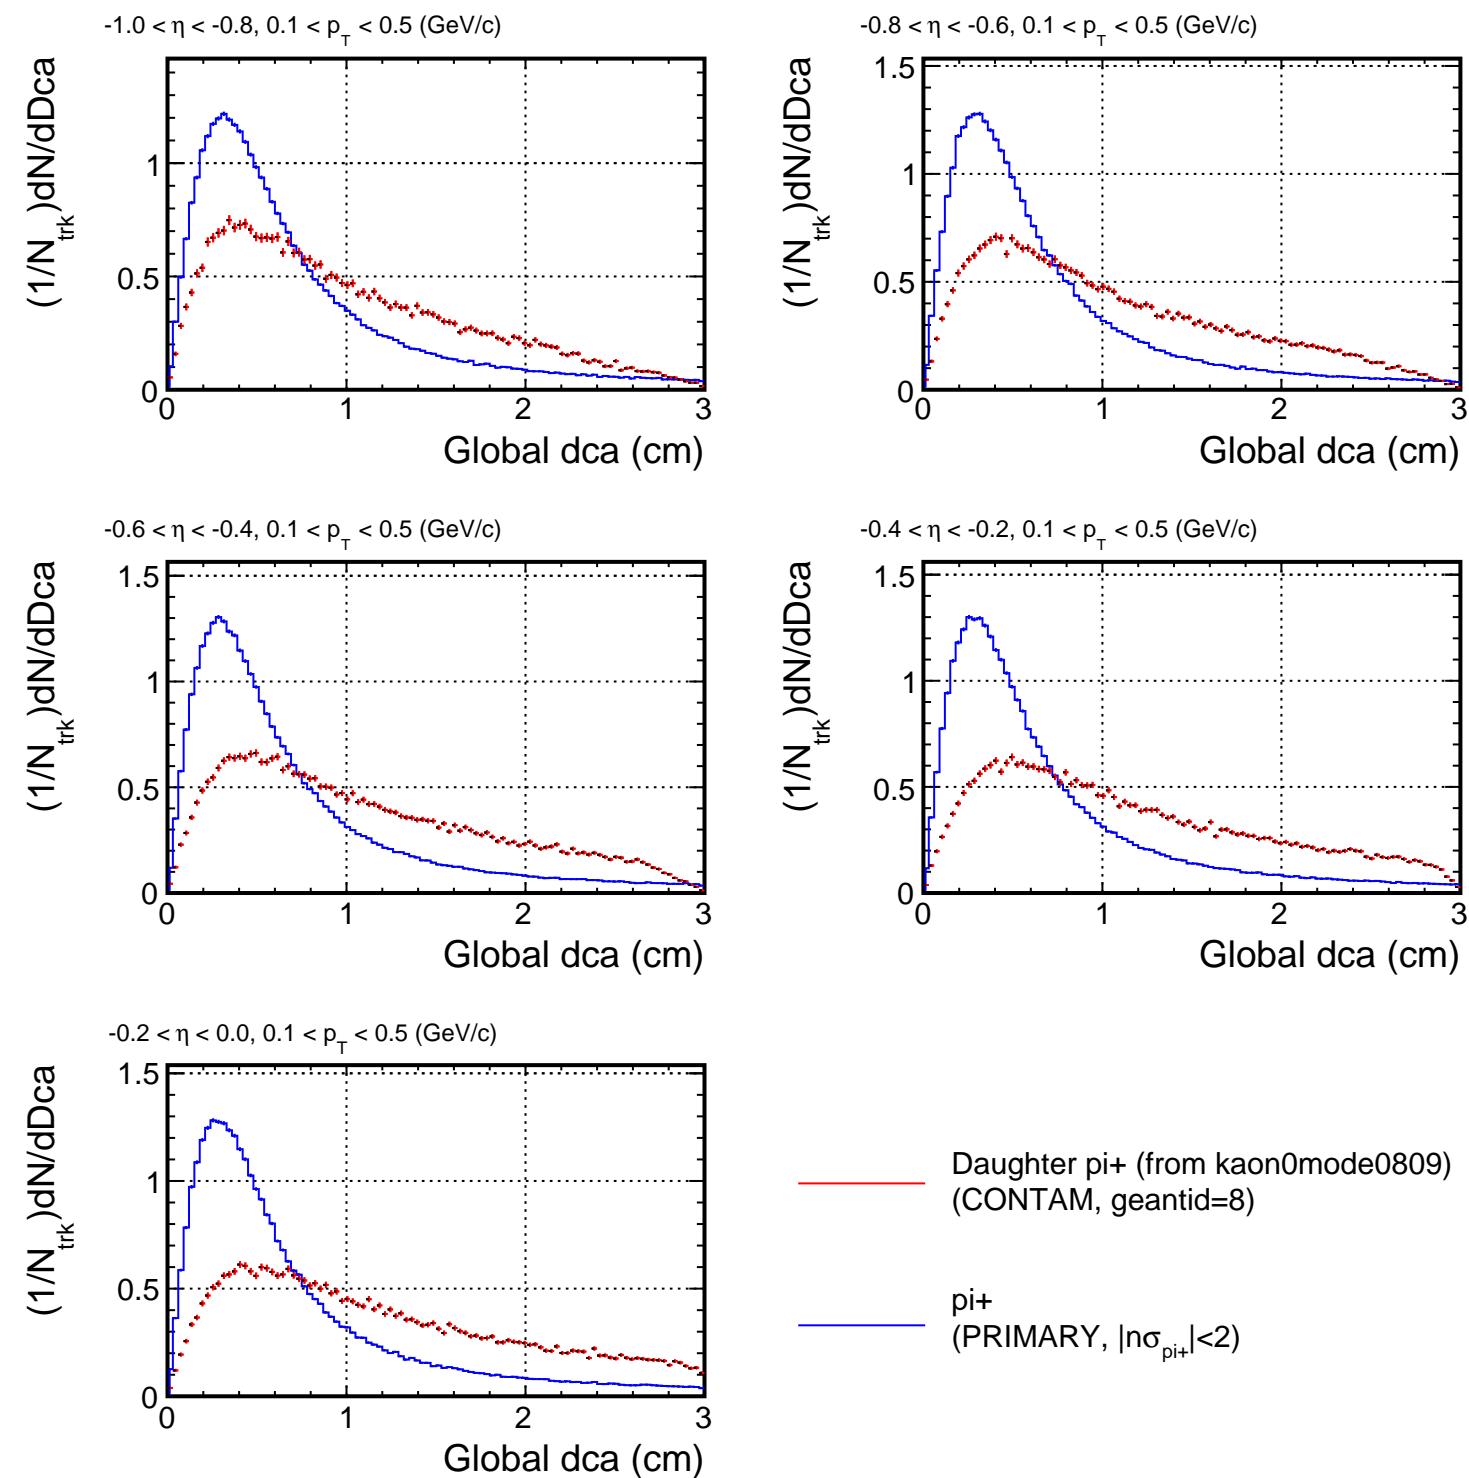 -1.0 < η < -0.8, 0.1 < p_T < 0.5 (GeV/c)
(1/N_trk)dN/dDca
1
0.5
0
0 1 2 3
Global dca (cm)
-0.8 < η < -0.6, 0.1 < p_T < 0.5 (GeV/c)
(1/N_trk)dN/dDca
1.5
1
0.5
0
0 1 2 3
Global dca (cm)
-0.6 < η < -0.4, 0.1 < p_T < 0.5 (GeV/c)
(1/N_trk)dN/dDca
1.5
1
0.5
0
0 1 2 3
Global dca (cm)
-0.4 < η < -0.2, 0.1 < p_T < 0.5 (GeV/c)
(1/N_trk)dN/dDca
1.5
1
0.5
0
0 1 2 3
Global dca (cm)
-0.2 < η < 0.0, 0.1 < p_T < 0.5 (GeV/c)
(1/N_trk)dN/dDca
1.5
1
0.5
0
0 1 2 3
Global dca (cm)
Daughter pi+ (from kaon0mode0809)
(CONTAM, geantid=8)
pi+
(PRIMARY, |nσ_pi+|<2)